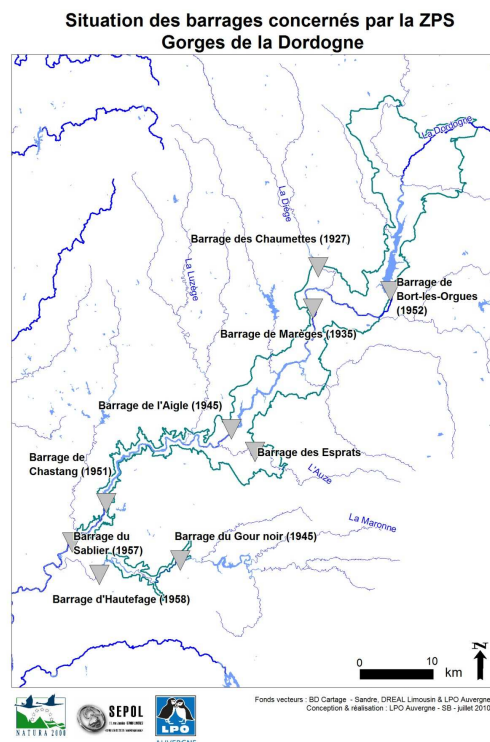 Situation des barrages concernés par la ZPS
Gorges de la Dordogne
La Dordogne
La Diège
Barrage des Chaumettes (1927)
La Luzège
Barrage de
Bort-les-Orgues
(1952)
Barrage de Marèges (1935)
Barrage de l'Aigle (1945)
Barrage de
Chastang (1951)
Barrage des Esprats
L'Auze
La Maronne
Barrage du
Sablier (1957)
Barrage du Gour noir (1945)
Barrage d'Hautefage (1958)
N
0 10 km
Fonds vecteurs : BD Cartage - Sandre, DREAL Limousin & LPO Auvergne
Conception & réalisation : LPO Auvergne - SB - juillet 2010
NATURA 2000
SEPOL
LPO
AUVERGNE